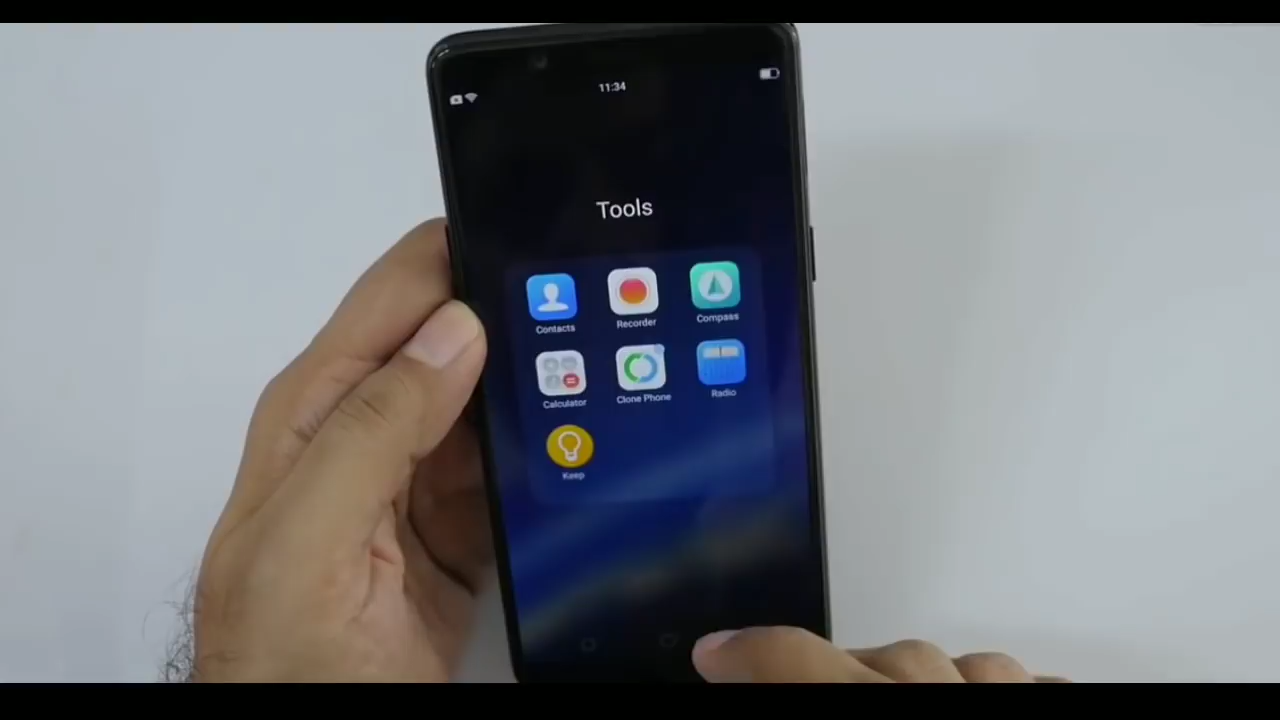 11:34
Tools
Contacts
Recorder
Compass
Calculator
Clone Phone
Radio
Keep